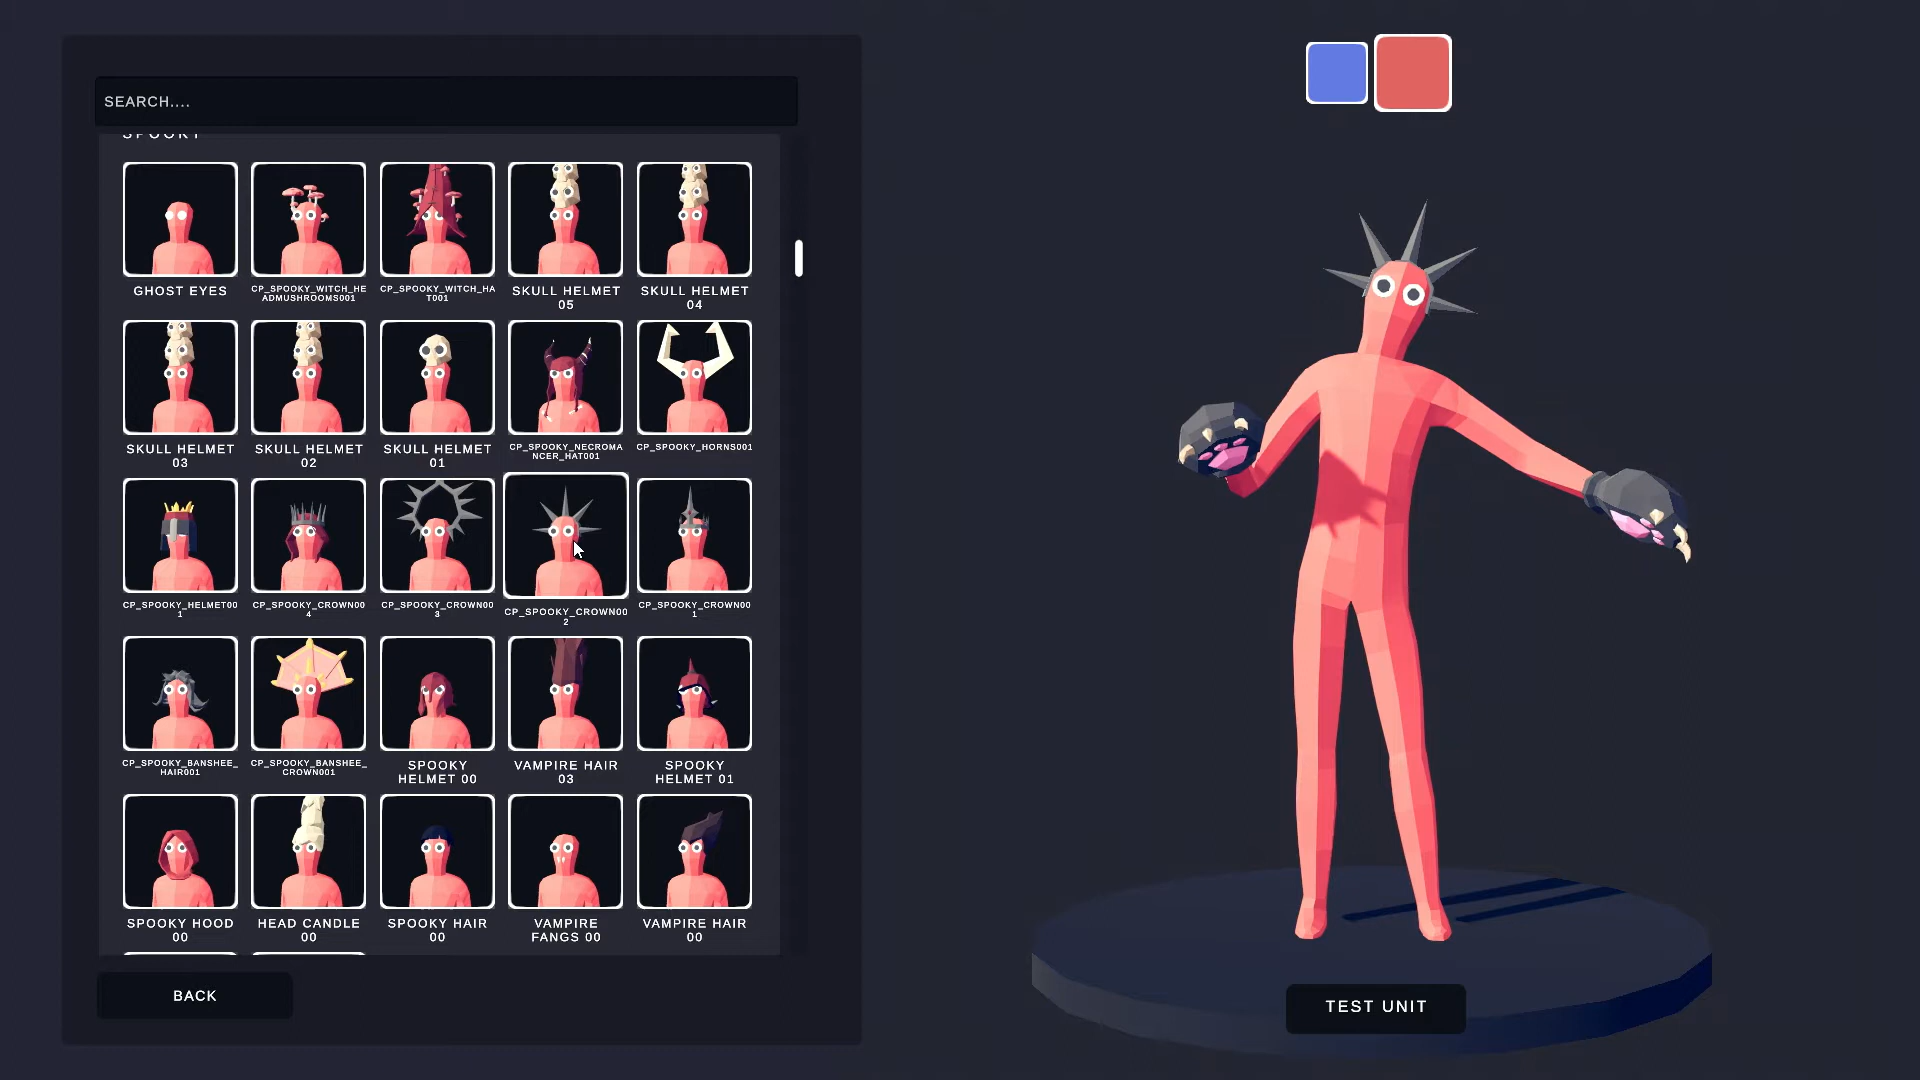 SEARCH....
SPOOKY
GHOST EYES
CP_SPOOKY_WITCH_HE
ADMUSHROOMS001
CP_SPOOKY_WITCH_HA
T001
SKULL HELMET
05
SKULL HELMET
04
SKULL HELMET
03
SKULL HELMET
02
SKULL HELMET
01
CP_SPOOKY_NECROMA
NCER_HAT001
CP_SPOOKY_HORNS001
CP_SPOOKY_HELMET00
1
CP_SPOOKY_CROWN00
4
CP_SPOOKY_CROWN00
3
CP_SPOOKY_CROWN00
2
CP_SPOOKY_CROWN00
1
CP_SPOOKY_BANSHEE_
HAIR001
CP_SPOOKY_BANSHEE_
CROWN001
SPOOKY
HELMET 00
VAMPIRE HAIR
03
SPOOKY
HELMET 01
SPOOKY HOOD
00
HEAD CANDLE
00
SPOOKY HAIR
00
VAMPIRE
FANGS 00
VAMPIRE HAIR
00
BACK
TEST UNIT